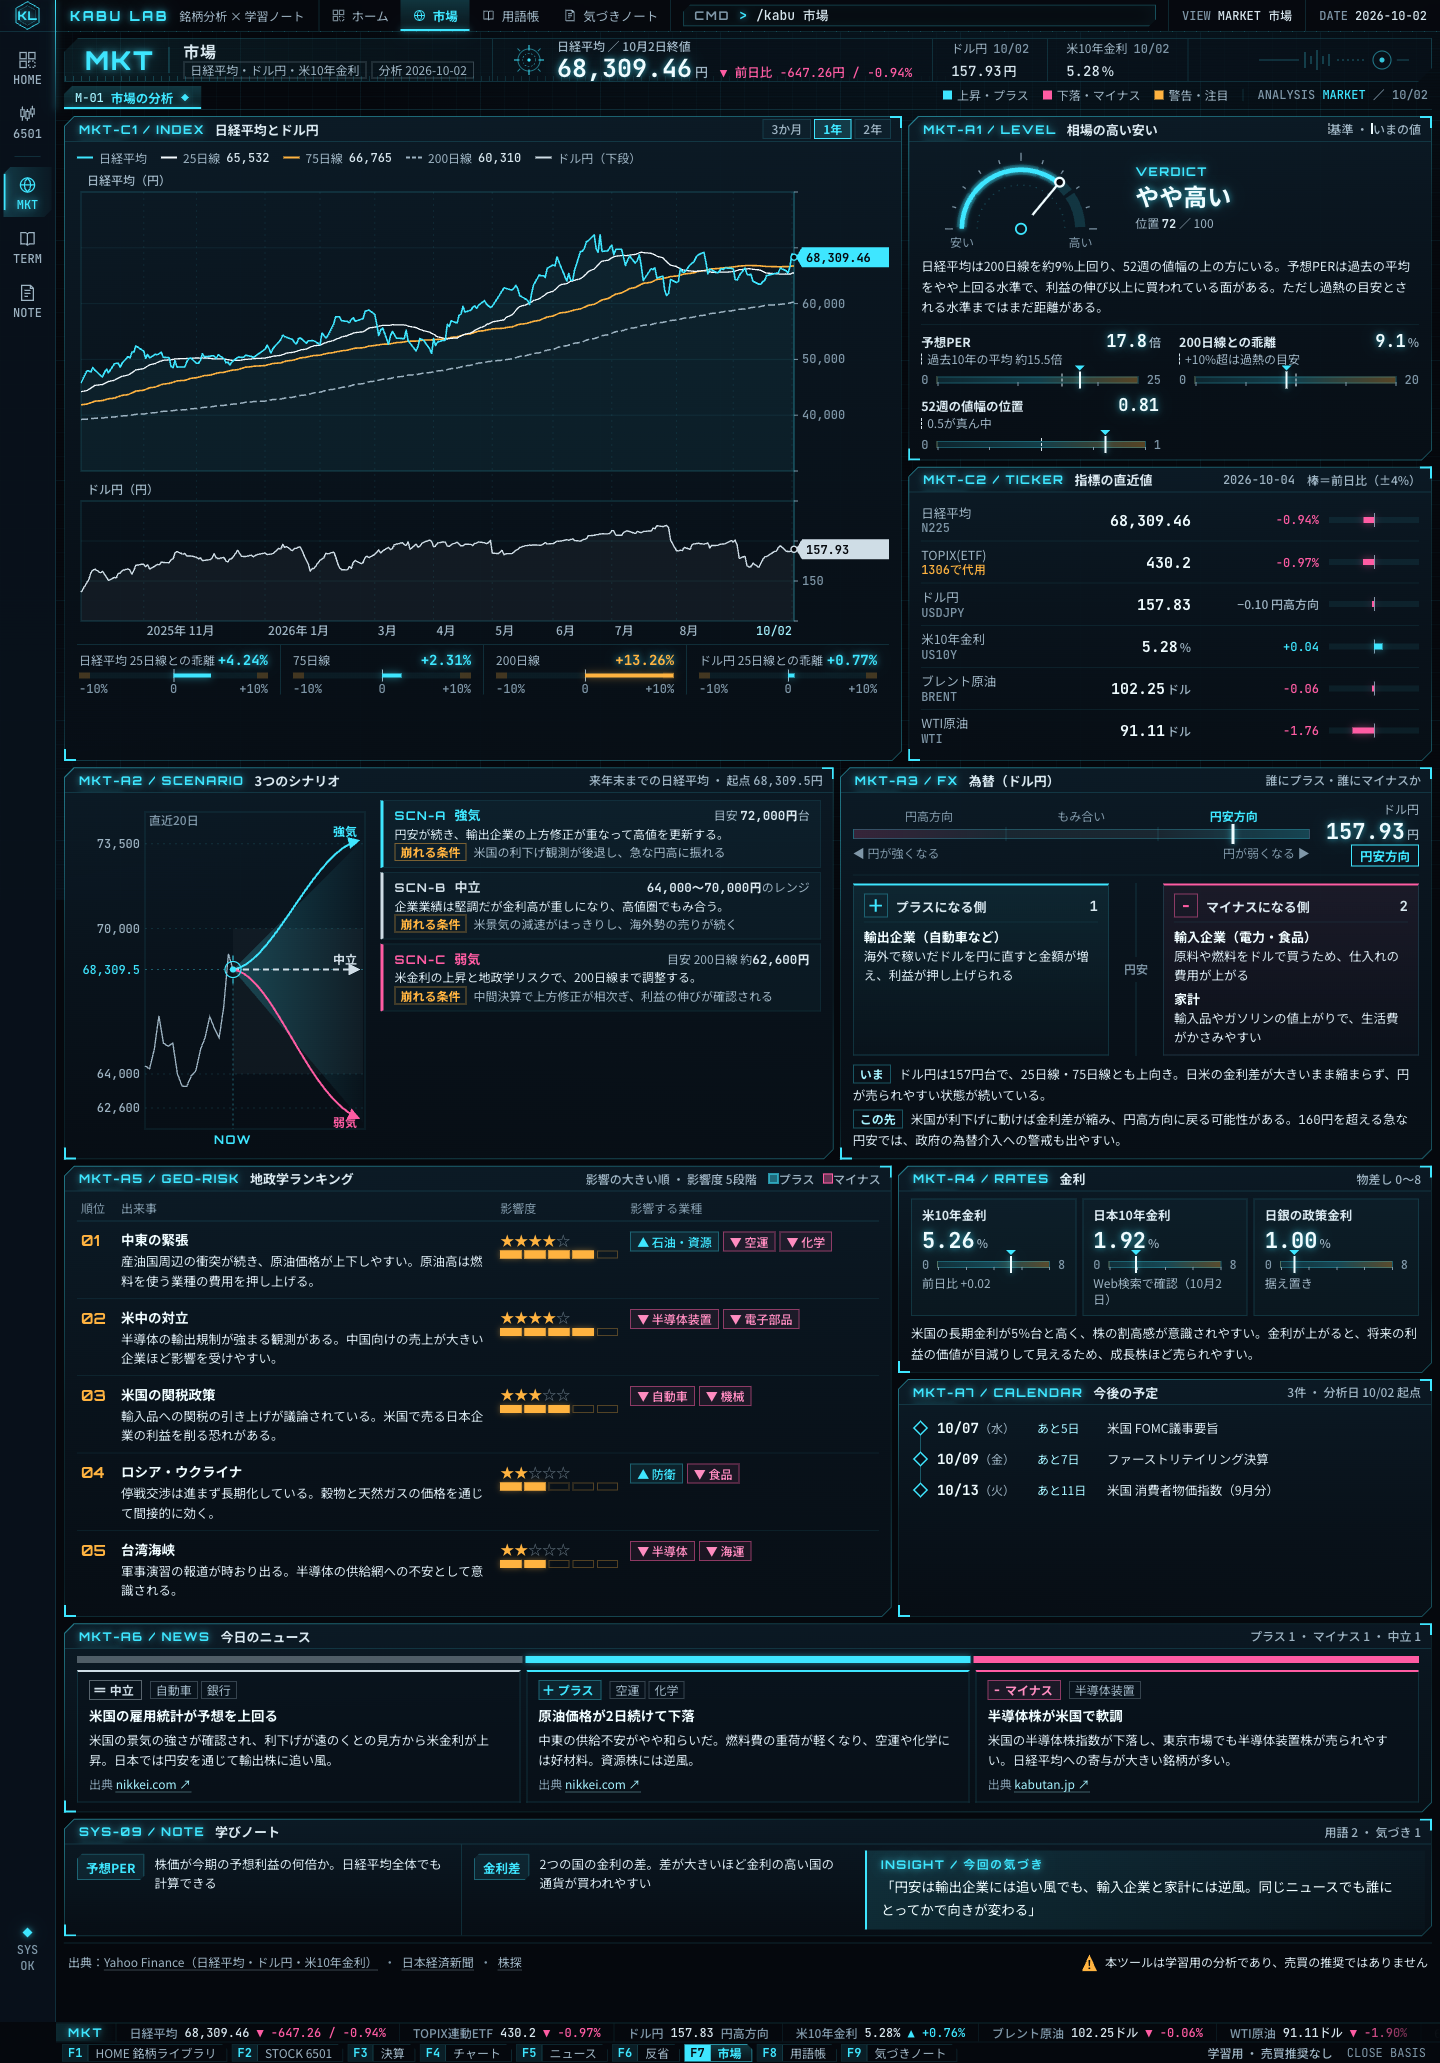 KL KABU LAB 銘柄分析 × 学習ノート ホーム 市場 用語帳 気づきノート CMD > /kabu 市場 VIEW MARKET 市場 DATE 2026-10-02
HOME
6501
MKT
TERM
NOTE
SYS
OK
MKT 市場
日経平均・ドル円・米10年金利 分析 2026-10-02
日経平均 ／ 10月2日終値
68,309.46円 ▼ 前日比 -647.26円 / -0.94%
ドル円 10/02
157.93円
米10年金利 10/02
5.28%
M-01 市場の分析 ◆
上昇・プラス 下落・マイナス 警告・注目 ANALYSIS MARKET ／ 10/02
MKT-C1 / INDEX 日経平均とドル円 3か月 1年 2年
日経平均 25日線 65,532 75日線 66,765 200日線 60,310 ドル円（下段）
日経平均（円）
68,309.46
60,000
50,000
40,000
ドル円（円）
157.93
150
2025年 11月 2026年 1月 3月 4月 5月 6月 7月 8月 10/02
日経平均 25日線との乖離 +4.24%
-10% 0 +10%
75日線 +2.31%
-10% 0 +10%
200日線 +13.26%
-10% 0 +10%
ドル円 25日線との乖離 +0.77%
-10% 0 +10%
MKT-A1 / LEVEL 相場の高い安い 基準 ・ いまの値
安い 高い
VERDICT
やや高い
位置 72 ／ 100
日経平均は200日線を約9%上回り、52週の値幅の上の方にいる。予想PERは過去の平均
をやや上回る水準で、利益の伸び以上に買われている面がある。ただし過熱の目安とさ
れる水準まではまだ距離がある。
予想PER 17.8倍
過去10年の平均 約15.5倍
0 25
200日線との乖離 9.1%
+10%超は過熱の目安
0 20
52週の値幅の位置 0.81
0.5が真ん中
0 1
MKT-C2 / TICKER 指標の直近値 2026-10-04 棒＝前日比（±4%）
日経平均 N225 68,309.46 -0.94%
TOPIX(ETF) 1306で代用 430.2 -0.97%
ドル円 USDJPY 157.83 −0.10 円高方向
米10年金利 US10Y 5.28% +0.04
ブレント原油 BRENT 102.25ドル -0.06
WTI原油 WTI 91.11ドル -1.76
MKT-A2 / SCENARIO 3つのシナリオ 来年末までの日経平均 ・ 起点 68,309.5円
直近20日
73,500
70,000
68,309.5
64,000
62,600
強気
中立
弱気
NOW
SCN-A 強気 目安 72,000円台
円安が続き、輸出企業の上方修正が重なって高値を更新する。
崩れる条件 米国の利下げ観測が後退し、急な円高に振れる
SCN-B 中立 64,000〜70,000円のレンジ
企業業績は堅調だが金利高が重しになり、高値圏でもみ合う。
崩れる条件 米景気の減速がはっきりし、海外勢の売りが続く
SCN-C 弱気 目安 200日線 約62,600円
米金利の上昇と地政学リスクで、200日線まで調整する。
崩れる条件 中間決算で上方修正が相次ぎ、利益の伸びが確認される
MKT-A3 / FX 為替（ドル円） 誰にプラス・誰にマイナスか
円高方向 もみ合い 円安方向
◀ 円が強くなる 円が弱くなる ▶
ドル円
157.93円
円安方向
+ プラスになる側 1
輸出企業（自動車など）
海外で稼いだドルを円に直すと金額が増
え、利益が押し上げられる
円安
- マイナスになる側 2
輸入企業（電力・食品）
原料や燃料をドルで買うため、仕入れの
費用が上がる
家計
輸入品やガソリンの値上がりで、生活費
がかさみやすい
いま ドル円は157円台で、25日線・75日線とも上向き。日米の金利差が大きいまま縮まらず、円
が売られやすい状態が続いている。
この先 米国が利下げに動けば金利差が縮み、円高方向に戻る可能性がある。160円を超える急な
円安では、政府の為替介入への警戒も出やすい。
MKT-A5 / GEO-RISK 地政学ランキング 影響の大きい順 ・ 影響度 5段階 プラス マイナス
順位 出来事 影響度 影響する業種
01 中東の緊張 ★★★★☆ ▲石油・資源 ▼空運 ▼化学
産油国周辺の衝突が続き、原油価格が上下しやすい。原油高は燃
料を使う業種の費用を押し上げる。
02 米中の対立 ★★★★☆ ▼半導体装置 ▼電子部品
半導体の輸出規制が強まる観測がある。中国向けの売上が大きい
企業ほど影響を受けやすい。
03 米国の関税政策 ★★★☆☆ ▼自動車 ▼機械
輸入品への関税の引き上げが議論されている。米国で売る日本企
業の利益を削る恐れがある。
04 ロシア・ウクライナ ★★☆☆☆ ▲防衛 ▼食品
停戦交渉は進まず長期化している。穀物と天然ガスの価格を通じ
て間接的に効く。
05 台湾海峡 ★★☆☆☆ ▼半導体 ▼海運
軍事演習の報道が時おり出る。半導体の供給網への不安として意
識される。
MKT-A4 / RATES 金利 物差し 0〜8
米10年金利
5.26%
0 8
前日比 +0.02
日本10年金利
1.92%
0 8
Web検索で確認（10月2
日）
日銀の政策金利
1.00%
0 8
据え置き
米国の長期金利が5%台と高く、株の割高感が意識されやすい。金利が上がると、将来の利
益の価値が目減りして見えるため、成長株ほど売られやすい。
MKT-A7 / CALENDAR 今後の予定 3件 ・ 分析日 10/02 起点
10/07（水） あと5日 米国 FOMC議事要旨
10/09（金） あと7日 ファーストリテイリング決算
10/13（火） あと11日 米国 消費者物価指数（9月分）
MKT-A6 / NEWS 今日のニュース プラス 1 ・ マイナス 1 ・ 中立 1
= 中立 自動車 銀行
米国の雇用統計が予想を上回る
米国の景気の強さが確認され、利下げが遠のくとの見方から米金利が上
昇。日本では円安を通じて輸出株に追い風。
出典 nikkei.com ↗
+ プラス 空運 化学
原油価格が2日続けて下落
中東の供給不安がやや和らいだ。燃料費の重荷が軽くなり、空運や化学に
は好材料。資源株には逆風。
出典 nikkei.com ↗
- マイナス 半導体装置
半導体株が米国で軟調
米国の半導体株指数が下落し、東京市場でも半導体装置株が売られやす
い。日経平均への寄与が大きい銘柄が多い。
出典 kabutan.jp ↗
SYS-09 / NOTE 学びノート 用語 2 ・ 気づき 1
予想PER 株価が今期の予想利益の何倍か。日経平均全体でも
計算できる
金利差 2つの国の金利の差。差が大きいほど金利の高い国の
通貨が買われやすい
INSIGHT / 今回の気づき
「円安は輸出企業には追い風でも、輸入企業と家計には逆風。同じニュースでも誰に
とってかで向きが変わる」
出典：Yahoo Finance（日経平均・ドル円・米10年金利） ・ 日本経済新聞 ・ 株探 本ツールは学習用の分析であり、売買の推奨ではありません
MKT 日経平均 68,309.46 ▼ -647.26 / -0.94% TOPIX連動ETF 430.2 ▼ -0.97% ドル円 157.83 円高方向 米10年金利 5.28% ▲ +0.76% ブレント原油 102.25ドル ▼ -0.06% WTI原油 91.11ドル ▼ -1.90%
F1 HOME 銘柄ライブラリ F2 STOCK 6501 F3 決算 F4 チャート F5 ニュース F6 反省 F7 市場 F8 用語帳 F9 気づきノート 学習用 ・ 売買推奨なし CLOSE BASIS